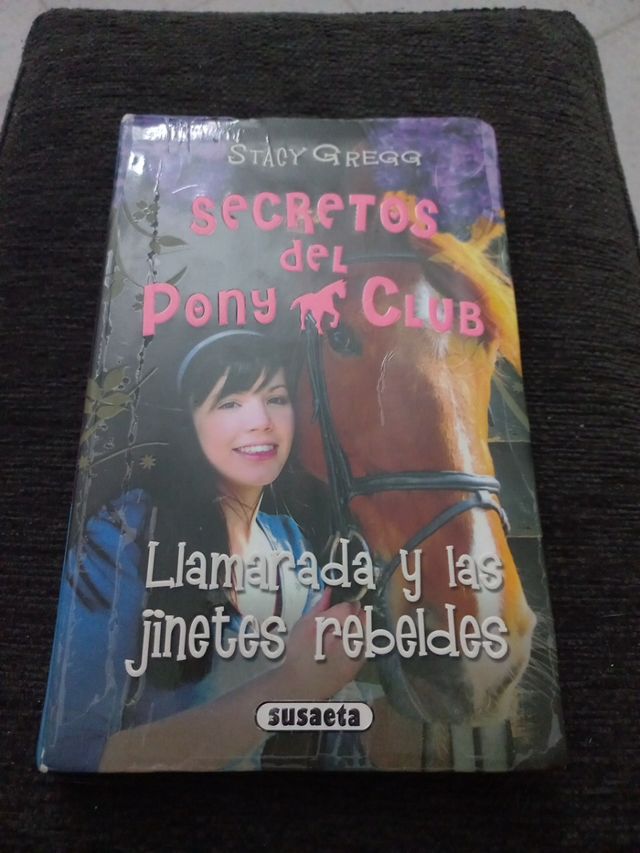 Stacy Gregg
Secretos
del
Pony Club
Llamarada y las
jinetes rebeldes
susaeta